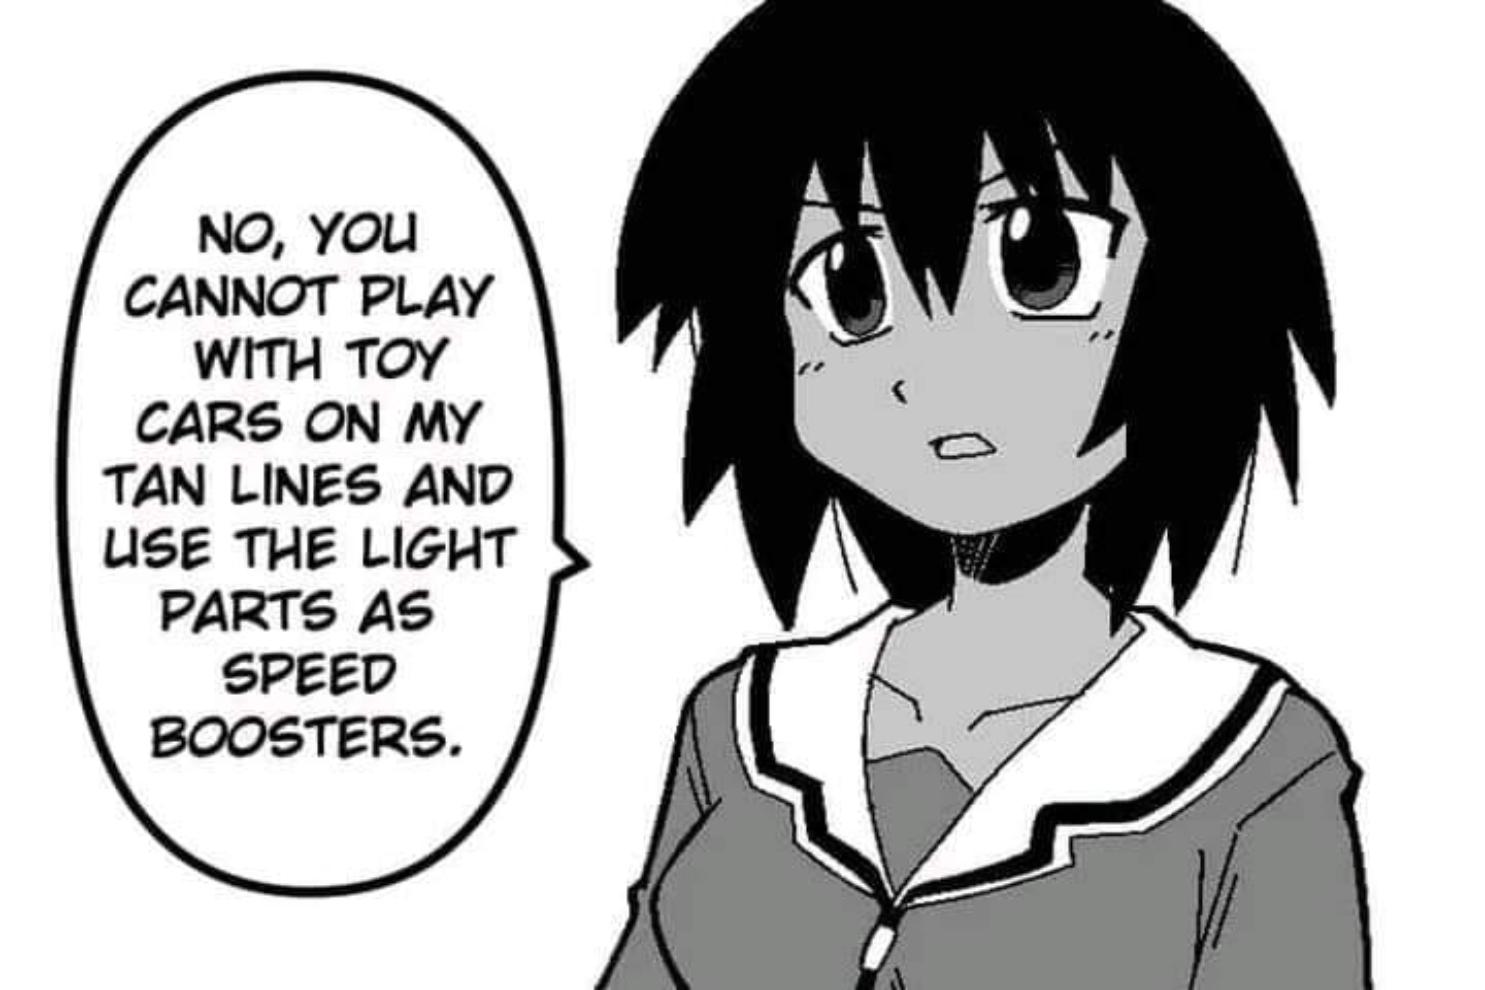 NO, YOU
CANNOT PLAY
WITH TOY
CARS ON MY
TAN LINES AND
USE THE LIGHT
PARTS AS
SPEED
BOOSTERS.